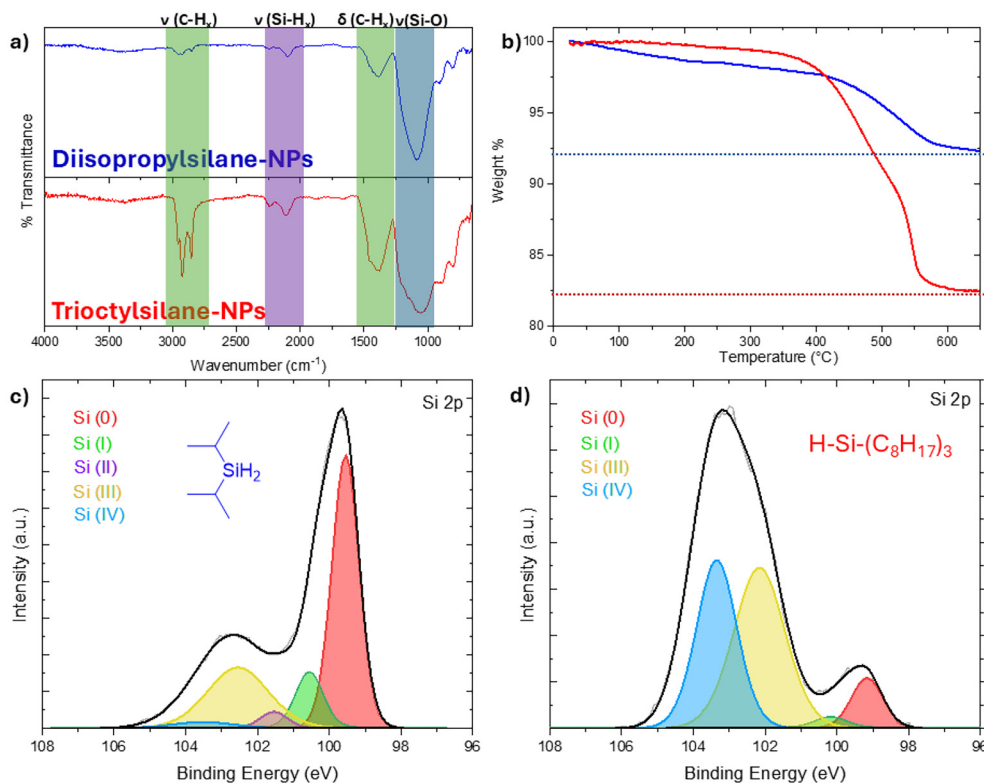 ν (C-Hₓ) ν (Si-Hₓ) δ (C-Hₓ) ν(Si-O)
a)
Diisopropylsilane-NPs
Trioctylsilane-NPs
% Transmittance
4000 3500 3000 2500 2000 1500 1000
Wavenumber (cm⁻¹)
b)
100
95
90
85
80
Weight %
0 100 200 300 400 500 600
Temperature (°C)
c)
Si 2p
Si (0)
Si (I)
Si (II)
Si (III)
Si (IV)
SiH₂
Intensity (a.u.)
108 106 104 102 100 98 96
Binding Energy (eV)
d)
Si 2p
Si (0)
Si (I)
Si (III)
Si (IV)
H-Si-(C₈H₁₇)₃
Intensity (a.u.)
108 106 104 102 100 98 96
Binding Energy (eV)